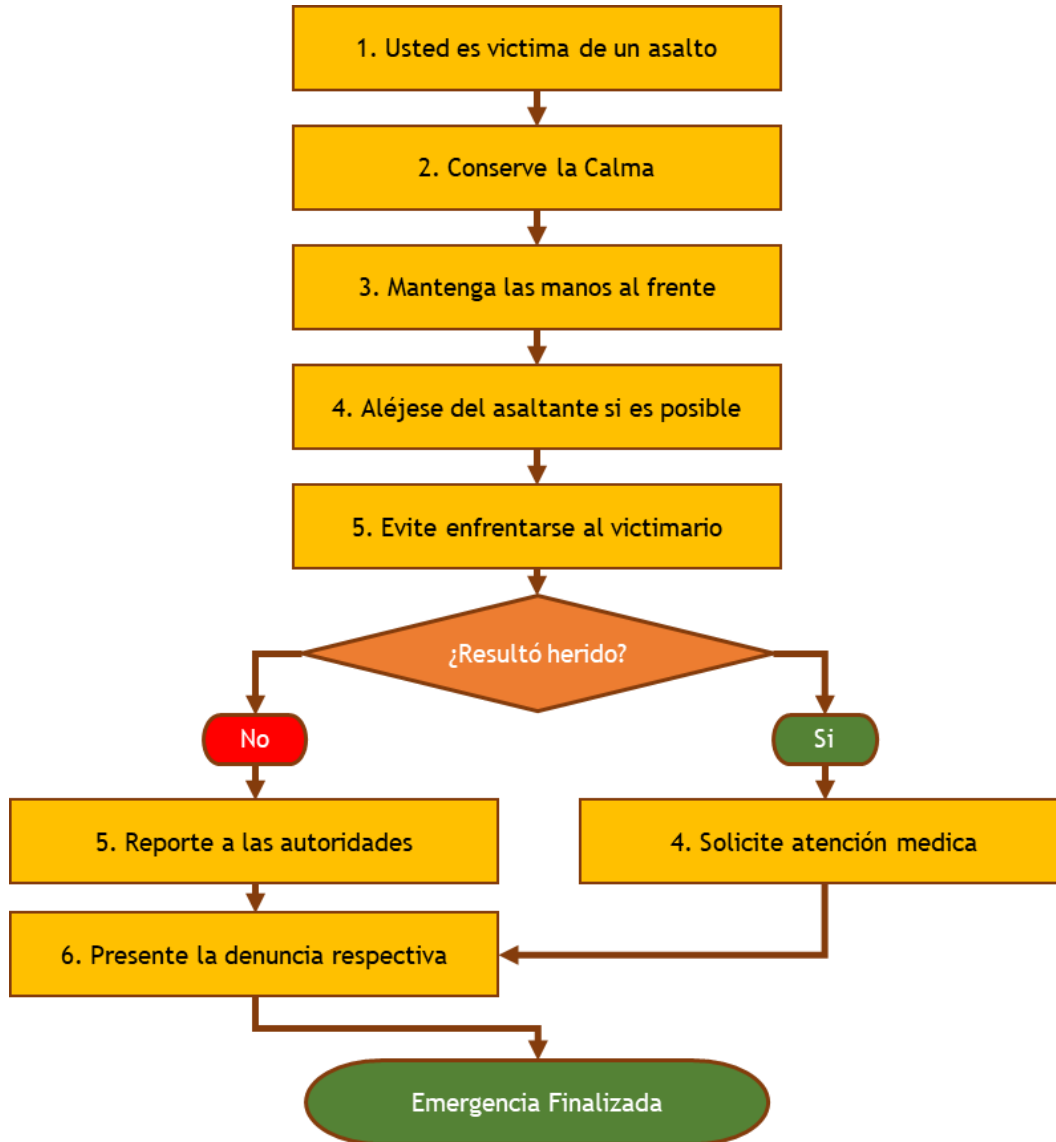 1. Usted es victima de un asalto
2. Conserve la Calma
3. Mantenga las manos al frente
4. Aléjese del asaltante si es posible
5. Evite enfrentarse al victimario
¿Resultó herido?
No
Si
5. Reporte a las autoridades
4. Solicite atención medica
6. Presente la denuncia respectiva
Emergencia Finalizada